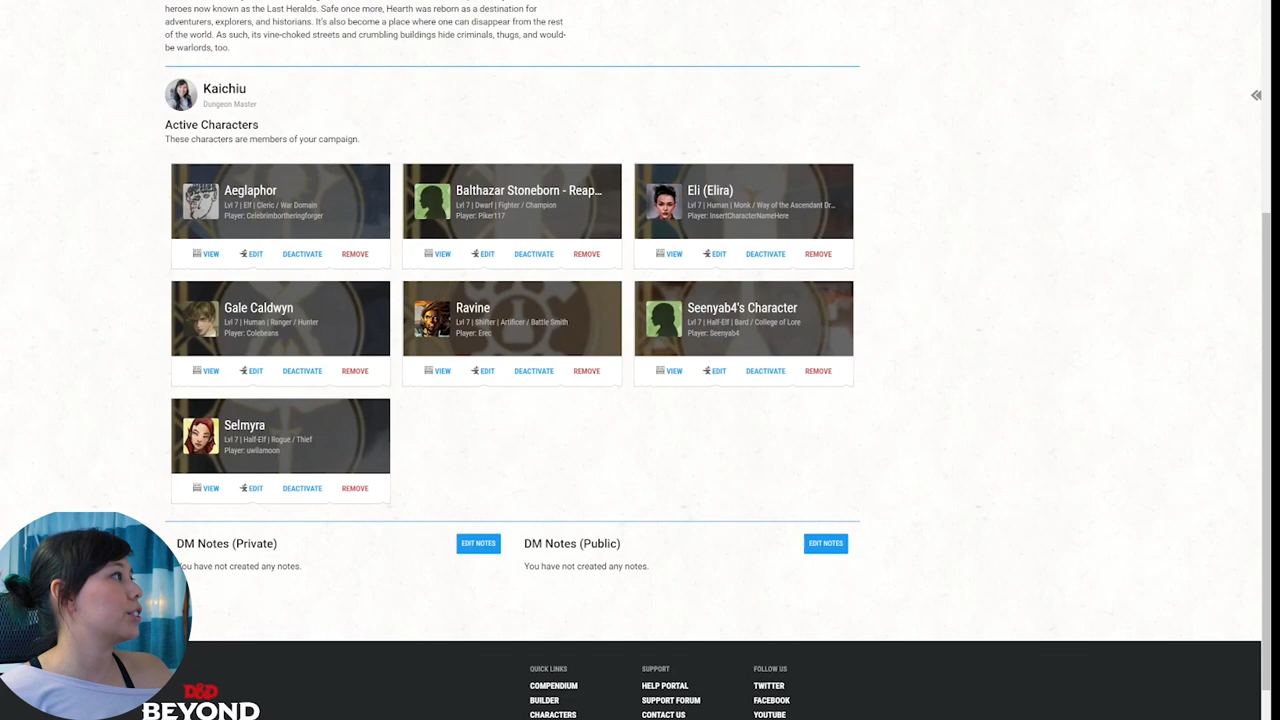 heroes now known as the Last Heralds. Safe once more, Hearth was reborn as a destination for
adventurers, explorers, and historians. It's also become a place where one can disappear from the rest
of the world. As such, its vine-choked streets and crumbling buildings hide criminals, thugs, and would-
be warlords, too.
Kaichiu
Dungeon Master
Active Characters
These characters are members of your campaign.
Aeglaphor
Lvl 7 | Elf | Cleric / War Domain
Player: Celebrimbortheringforger
VIEW EDIT DEACTIVATE REMOVE
Balthazar Stoneborn - Reap...
Lvl 7 | Dwarf | Fighter / Champion
Player: Piker117
VIEW EDIT DEACTIVATE REMOVE
Eli (Elira)
Lvl 7 | Human | Monk / Way of the Ascendant Dr...
Player: InsertCharacterNameHere
VIEW EDIT DEACTIVATE REMOVE
Gale Caldwyn
Lvl 7 | Human | Ranger / Hunter
Player: Colebeans
VIEW EDIT DEACTIVATE REMOVE
Ravine
Lvl 7 | Shifter | Artificer / Battle Smith
Player: Erec
VIEW EDIT DEACTIVATE REMOVE
Seenyab4's Character
Lvl 7 | Half-Elf | Bard / College of Lore
Player: Seenyab4
VIEW EDIT DEACTIVATE REMOVE
Selmyra
Lvl 7 | Half-Elf | Rogue / Thief
Player: uwilamoon
VIEW EDIT DEACTIVATE REMOVE
DM Notes (Private)
EDIT NOTES
You have not created any notes.
DM Notes (Public)
EDIT NOTES
You have not created any notes.
D&D
BEYOND
QUICK LINKS
COMPENDIUM
BUILDER
CHARACTERS
SUPPORT
HELP PORTAL
SUPPORT FORUM
CONTACT US
FOLLOW US
TWITTER
FACEBOOK
YOUTUBE